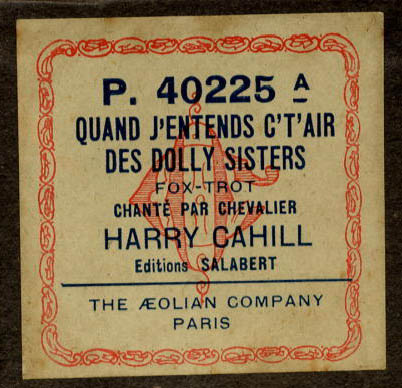 P. 40225 A
QUAND J'ENTENDS C'T'AIR
DES DOLLY SISTERS
FOX-TROT
CHANTÉ PAR CHEVALIER
HARRY CAHILL
Editions SALABERT
THE ÆOLIAN COMPANY
PARIS